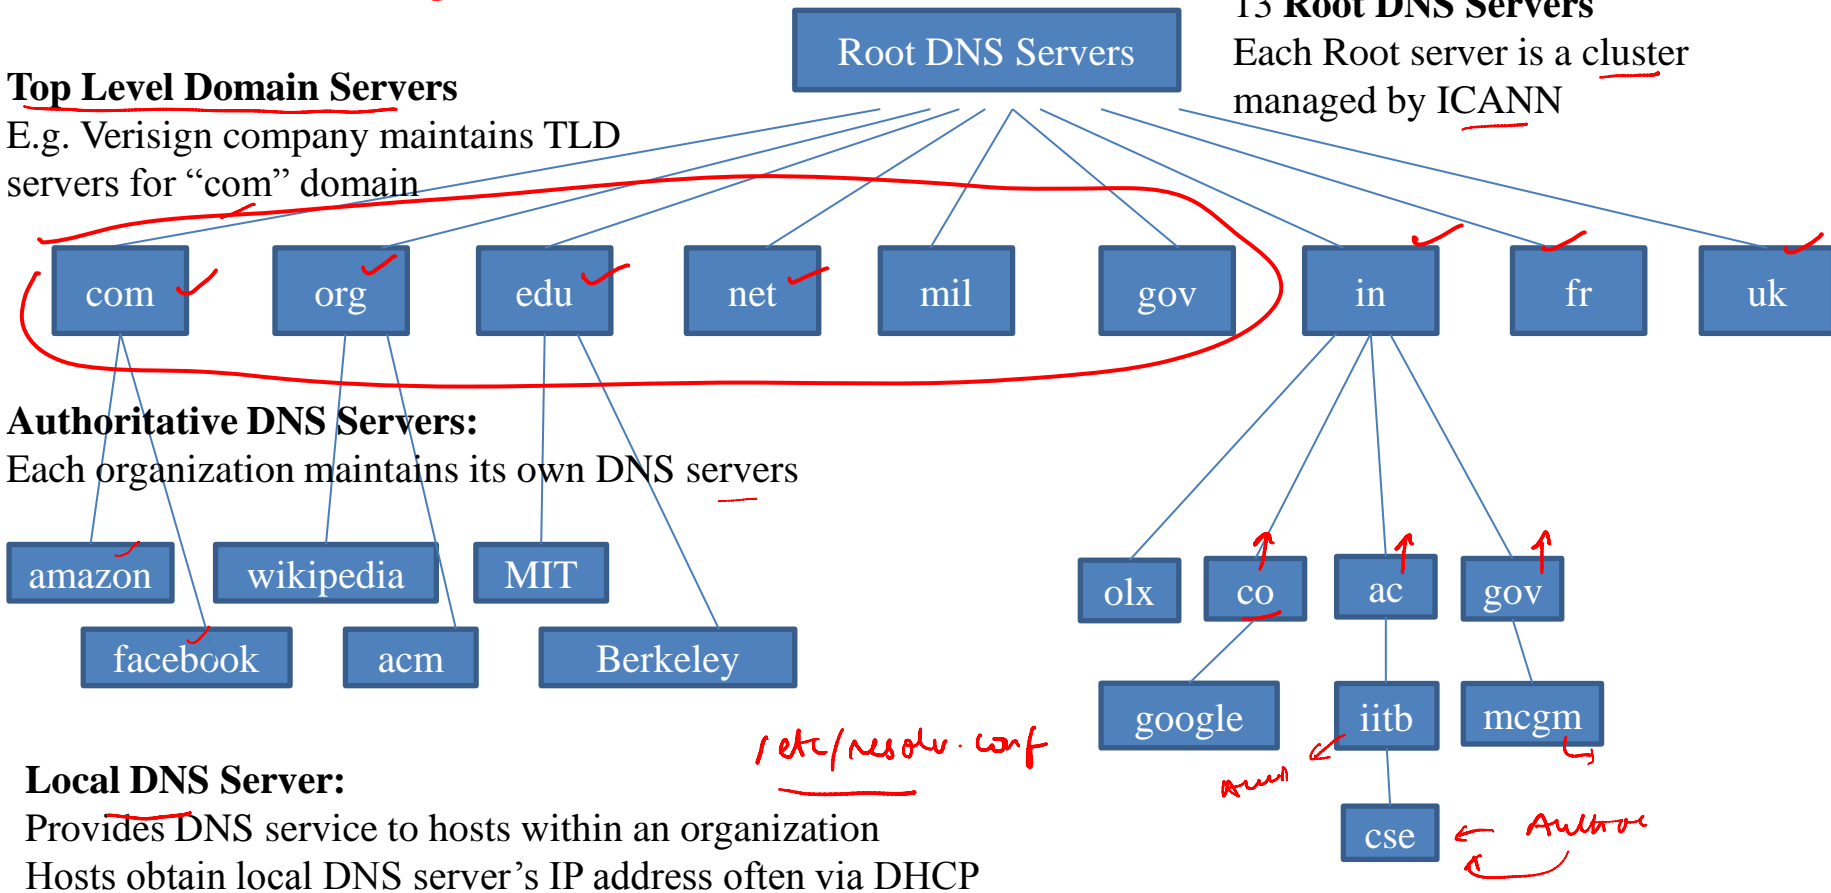 13 Root DNS Servers
Root DNS Servers
Each Root server is a cluster
managed by ICANN
Top Level Domain Servers
E.g. Verisign company maintains TLD
servers for “com” domain
com
org
edu
net
mil
gov
in
fr
uk
Authoritative DNS Servers:
Each organization maintains its own DNS servers
amazon
wikipedia
MIT
olx
co
ac
gov
facebook
acm
Berkeley
google
iitb
mcgm
/etc/resolv.conf
Local DNS Server:
Provides DNS service to hosts within an organization
Hosts obtain local DNS server’s IP address often via DHCP
cse